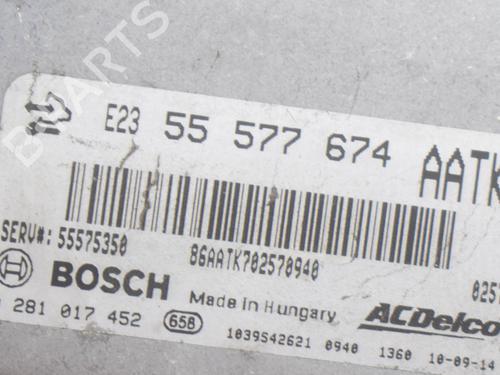 E23 55 577 674 AATK
SERV#: 55575350
86AATK702570940
0257
BOSCH
Made in Hungary
ACDelco
281 017 452
658
1039S42621 0940 1360 10-09-14